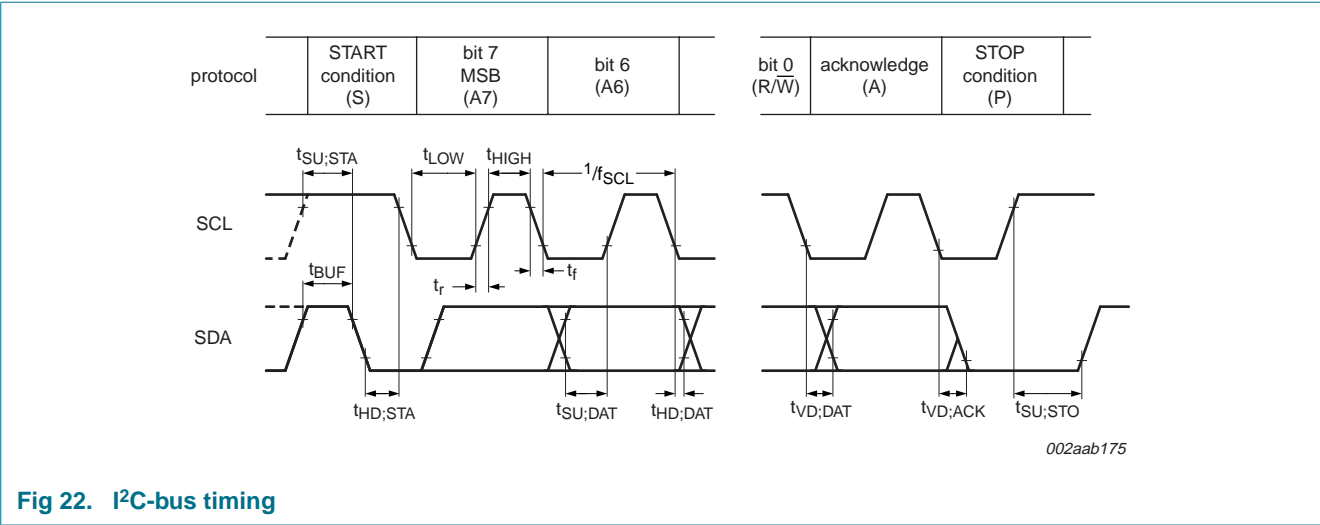 protocol
START
condition
(S)
bit 7
MSB
(A7)
bit 6
(A6)
bit 0
(R/W̅)
acknowledge
(A)
STOP
condition
(P)
tSU;STA
tLOW
tHIGH
1/fSCL
SCL
tBUF
tr
tf
SDA
tHD;STA
tSU;DAT
tHD;DAT
tVD;DAT
tVD;ACK
tSU;STO
002aab175
Fig 22. I²C-bus timing